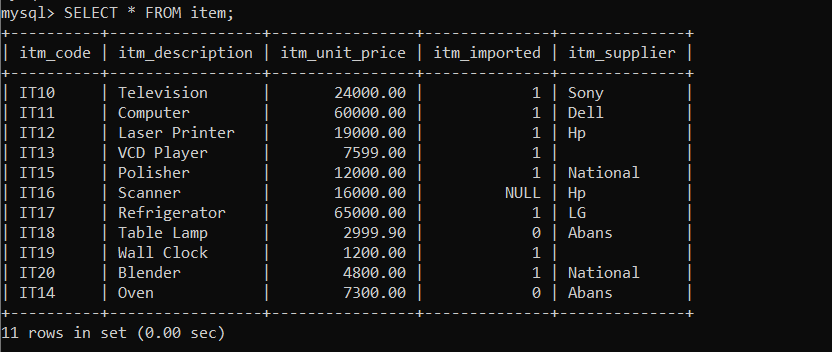 mysql> SELECT * FROM item;
+----------+-----------------+----------------+--------------+--------------+
| itm_code | itm_description | itm_unit_price | itm_imported | itm_supplier |
+----------+-----------------+----------------+--------------+--------------+
| IT10     | Television      |       24000.00 |            1 | Sony         |
| IT11     | Computer        |       60000.00 |            1 | Dell         |
| IT12     | Laser Printer   |       19000.00 |            1 | Hp           |
| IT13     | VCD Player      |        7599.00 |            1 |              |
| IT15     | Polisher        |       12000.00 |            1 | National     |
| IT16     | Scanner         |       16000.00 |         NULL | Hp           |
| IT17     | Refrigerator    |       65000.00 |            1 | LG           |
| IT18     | Table Lamp      |        2999.90 |            0 | Abans        |
| IT19     | Wall Clock      |        1200.00 |            1 |              |
| IT20     | Blender         |        4800.00 |            1 | National     |
| IT14     | Oven            |        7300.00 |            0 | Abans        |
+----------+-----------------+----------------+--------------+--------------+
11 rows in set (0.00 sec)